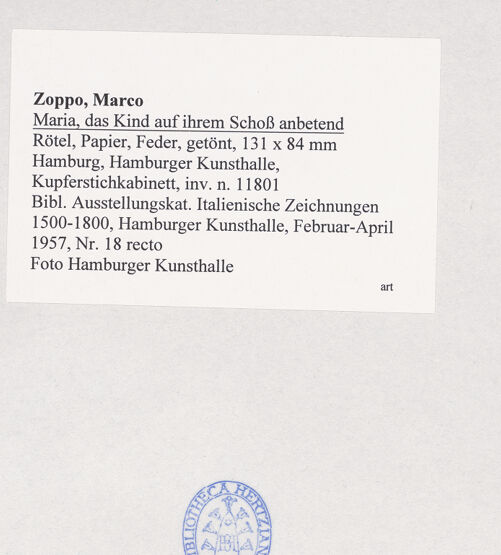 Zoppo, Marco
Maria, das Kind auf ihrem Schoß anbetend
Rötel, Papier, Feder, getönt, 131 x 84 mm
Hamburg, Hamburger Kunsthalle,
Kupferstichkabinett, inv. n. 11801
Bibl. Ausstellungskat. Italienische Zeichnungen
1500-1800, Hamburger Kunsthalle, Februar-April
1957, Nr. 18 recto
Foto Hamburger Kunsthalle
art
BIBLIOTHECA HERTZIAN